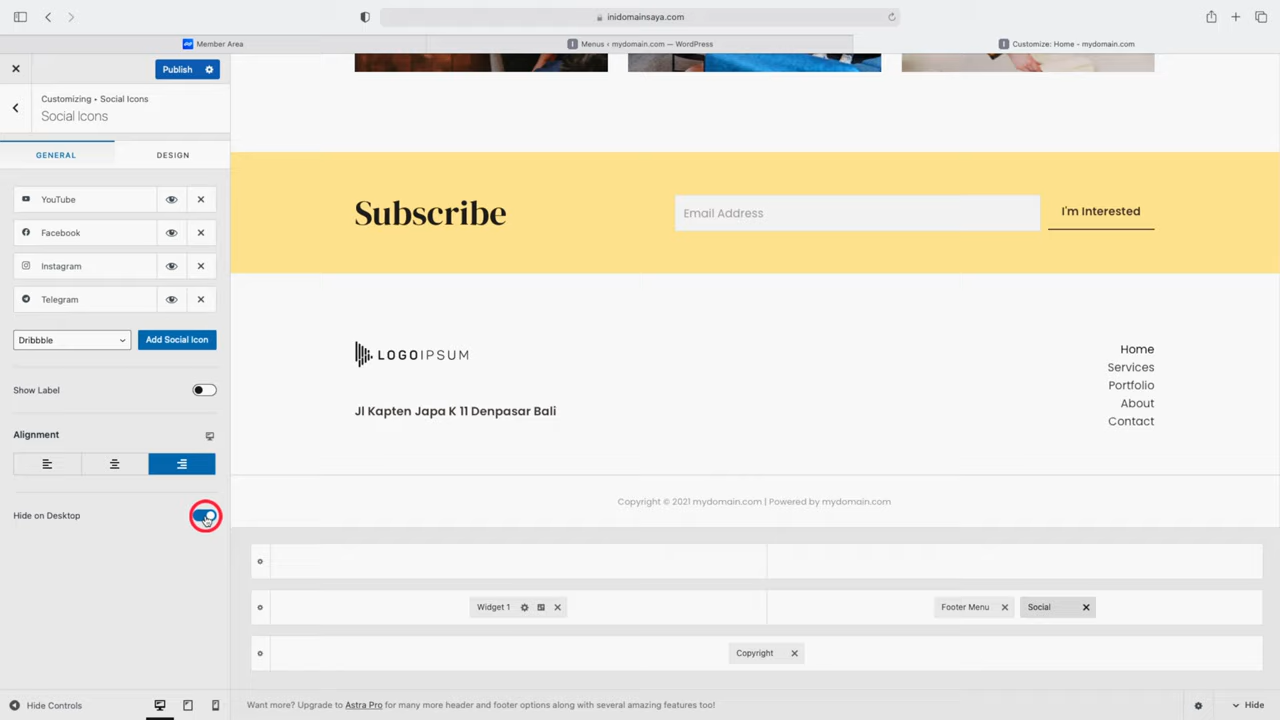 inidomainsaya.com
Member Area
Menus ‹ mydomain.com — WordPress
Customize: Home - mydomain.com
Publish
Customizing • Social Icons
Social Icons
GENERAL
DESIGN
YouTube
Facebook
Instagram
Telegram
Dribbble
Add Social Icon
Show Label
Alignment
Hide on Desktop
Hide Controls
Subscribe
Email Address
I'm Interested
LOGOIPSUM
Jl Kapten Japa K 11 Denpasar Bali
Home
Services
Portfolio
About
Contact
Copyright © 2021 mydomain.com | Powered by mydomain.com
Widget 1
Footer Menu
Social
Copyright
Want more? Upgrade to Astra Pro for many more header and footer options along with several amazing features too!
Hide